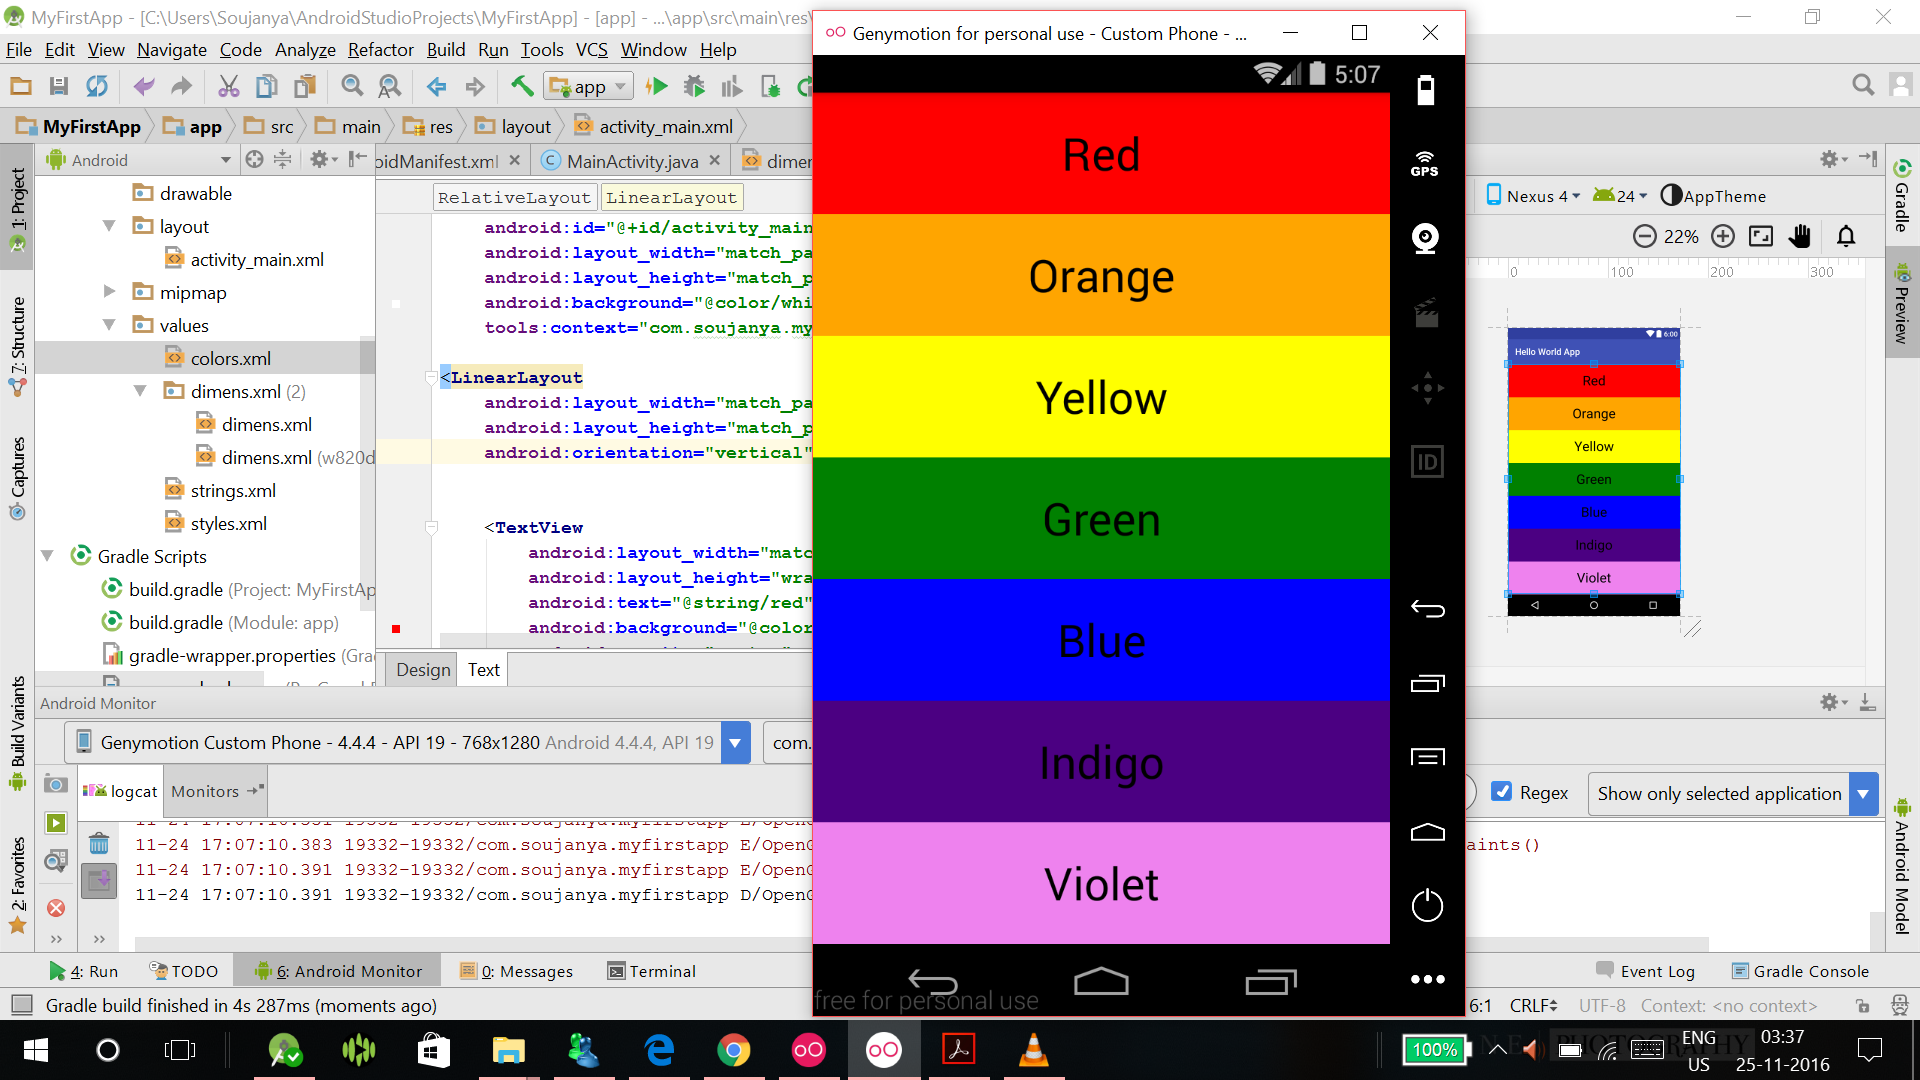 MyFirstApp - [C:\Users\Soujanya\AndroidStudioProjects\MyFirstApp] - [app] - ...\app\src\main\res\
File Edit View Navigate Code Analyze Refactor Build Run Tools VCS Window Help
app
MyFirstApp app src main res layout activity_main.xml
Android
oidManifest.xml MainActivity.java dimer
1: Project
7: Structure
Captures
Build Variants
2: Favorites
drawable
layout
activity_main.xml
mipmap
values
colors.xml
dimens.xml (2)
dimens.xml
dimens.xml (w820d
strings.xml
styles.xml
Gradle Scripts
build.gradle (Project: MyFirstAp
build.gradle (Module: app)
gradle-wrapper.properties (Gra
RelativeLayout LinearLayout
android:id="@+id/activity_main
android:layout_width="match_pa
android:layout_height="match_p
android:background="@color/whi
tools:context="com.soujanya.my
<LinearLayout
android:layout_width="match_pa
android:layout_height="match_p
android:orientation="vertical"
<TextView
android:layout_width="matc
android:layout_height="wra
android:text="@string/red"
android:background="@color
Design Text
Genymotion for personal use - Custom Phone - ...
5:07
Red
Orange
Yellow
Green
Blue
Indigo
Violet
free for personal use
GPS
ID
Nexus 4 24 AppTheme
22%
0 100 200 300
6:00
Hello World App
Red
Orange
Yellow
Green
Blue
Indigo
Violet
Gradle
Preview
Android Model
Android Monitor
Genymotion Custom Phone - 4.4.4 - API 19 - 768x1280 Android 4.4.4, API 19 com.
logcat Monitors
Regex Show only selected application
11-24 17:07:10.383 19332-19332/com.soujanya.myfirstapp E/OpenG
aints()
11-24 17:07:10.391 19332-19332/com.soujanya.myfirstapp E/OpenG
11-24 17:07:10.391 19332-19332/com.soujanya.myfirstapp D/OpenG
4: Run TODO 6: Android Monitor 0: Messages Terminal Event Log Gradle Console
Gradle build finished in 4s 287ms (moments ago)
6:1 CRLF UTF-8 Context: <no context>
100%
ENG
US
03:37
25-11-2016